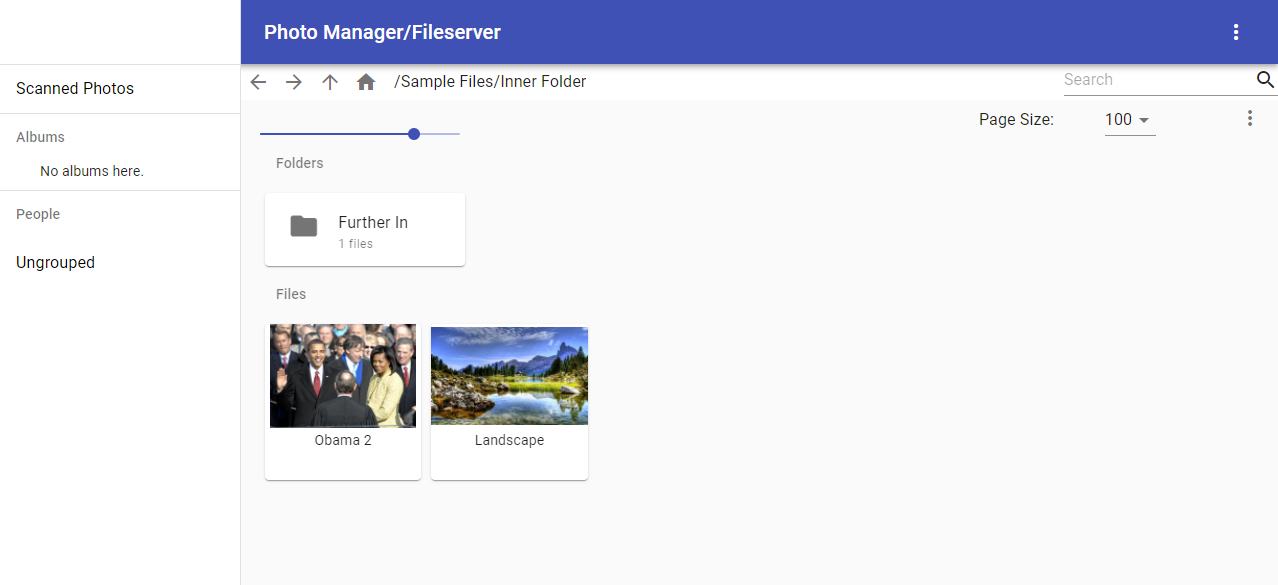 Photo Manager/Fileserver
Scanned Photos
Albums
No albums here.
People
Ungrouped
/Sample Files/Inner Folder
Search
Page Size:
100
Folders
Further In
1 files
Files
Obama 2
Landscape